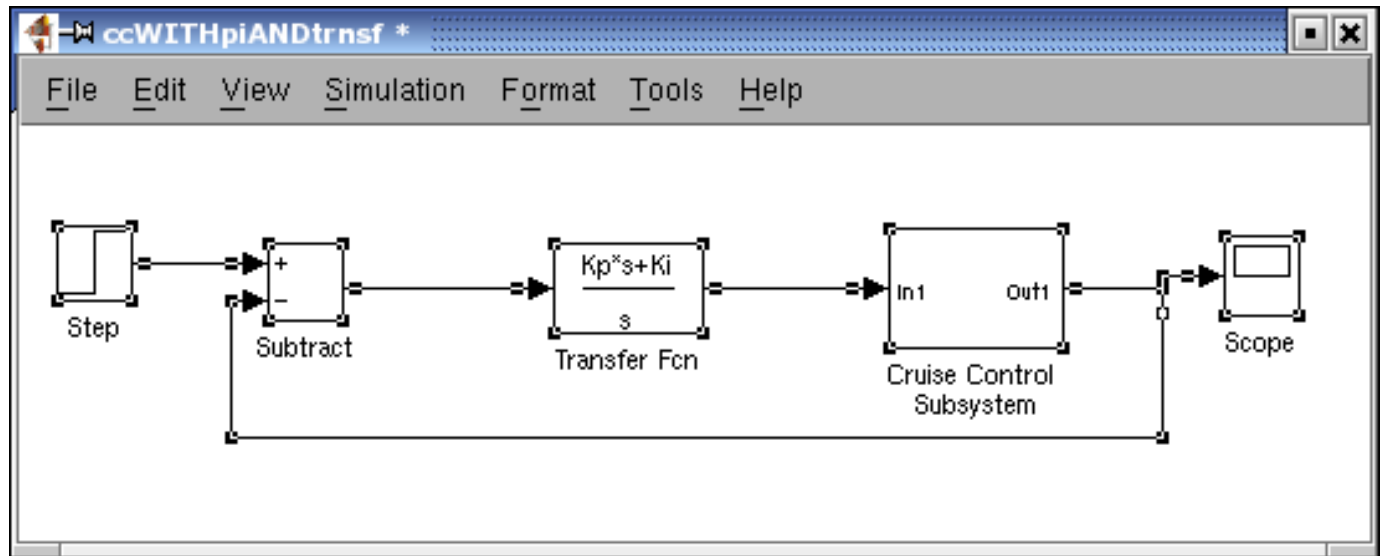 ccWITHpiANDtrnsf *
File Edit View Simulation Format Tools Help
Step
+
−
Subtract
Kp*s+Ki
s
Transfer Fcn
In1 Out1
Cruise Control
Subsystem
Scope